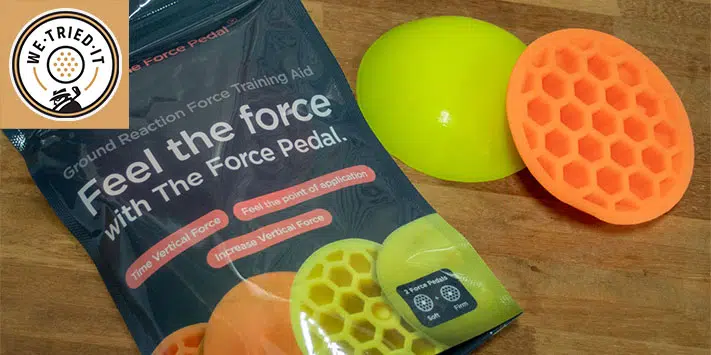 WE·TRIED·IT
The Force Pedal
Ground Reaction Force Training Aid
Feel the force
with The Force Pedal.
Time Vertical Force
Feel the point of application
Increase Vertical Force
2 Force Pedals
Soft
+
Firm